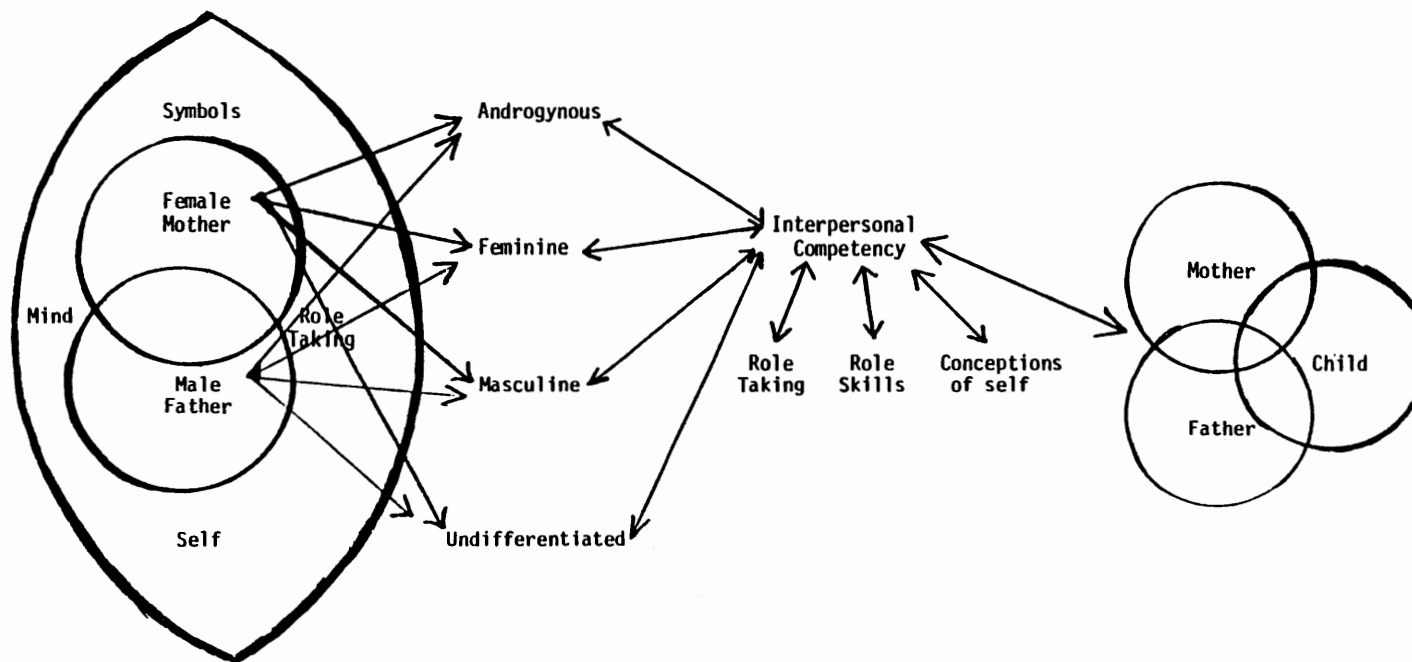 Symbols
Female
Mother
Mind
Role
Taking
Male
Father
Self
Androgynous
Feminine
Masculine
Undifferentiated
Interpersonal
Competency
Role
Taking
Role
Skills
Conceptions
of self
Mother
Child
Father